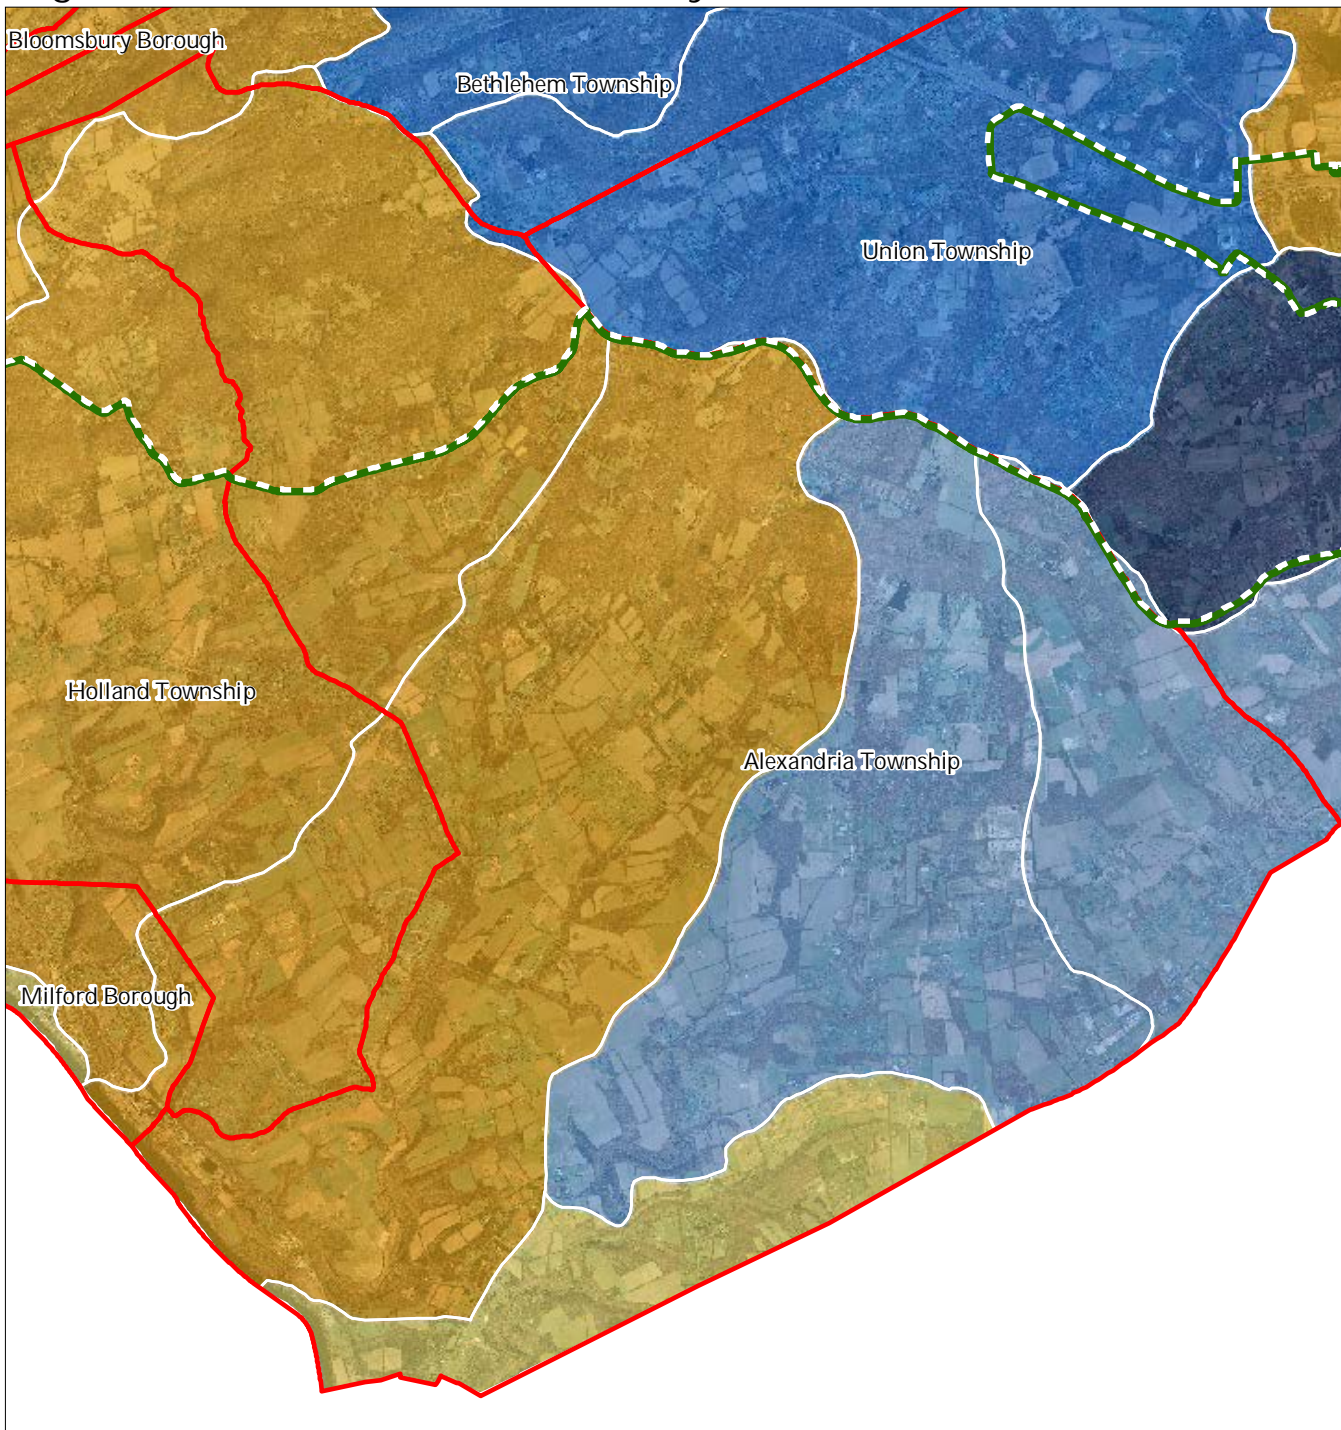 Bloomsbury Borough
Bethlehem Township
Union Township
Holland Township
Alexandria Township
Milford Borough